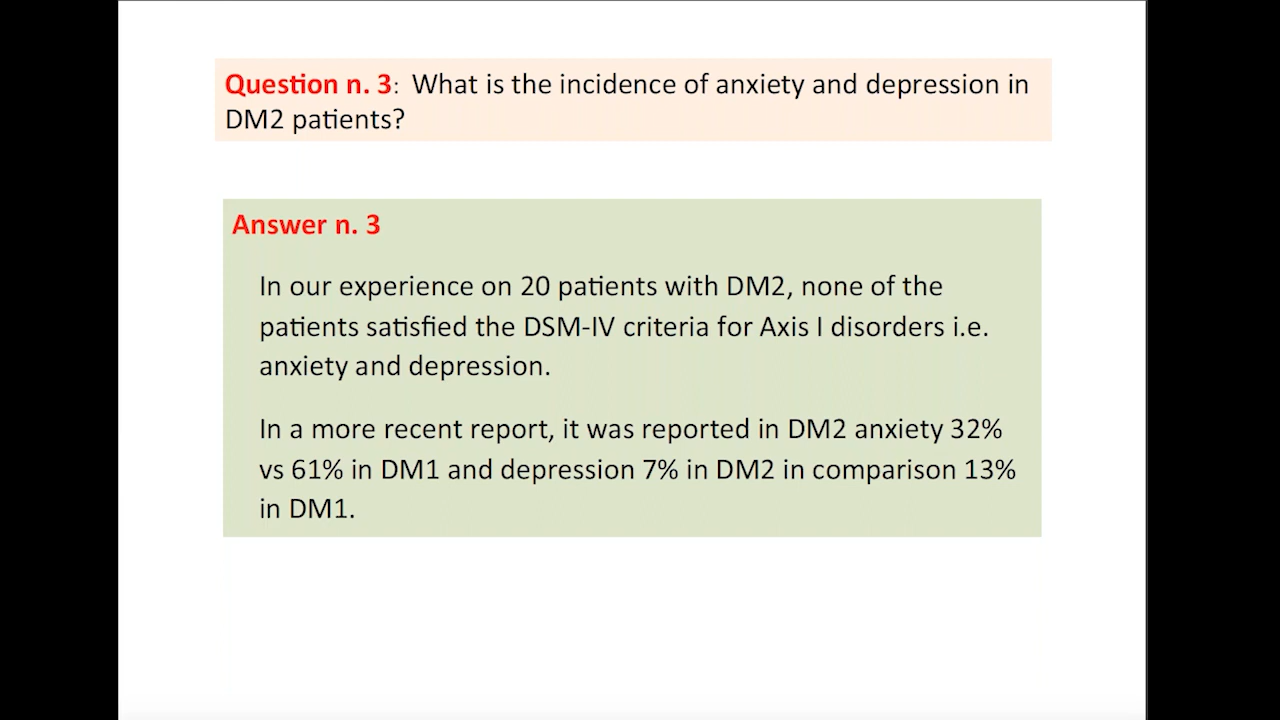 Question n. 3:  What is the incidence of anxiety and depression in
DM2 patients?
Answer n. 3
In our experience on 20 patients with DM2, none of the
patients satisfied the DSM-IV criteria for Axis I disorders i.e.
anxiety and depression.
In a more recent report, it was reported in DM2 anxiety 32%
vs 61% in DM1 and depression 7% in DM2 in comparison 13%
in DM1.